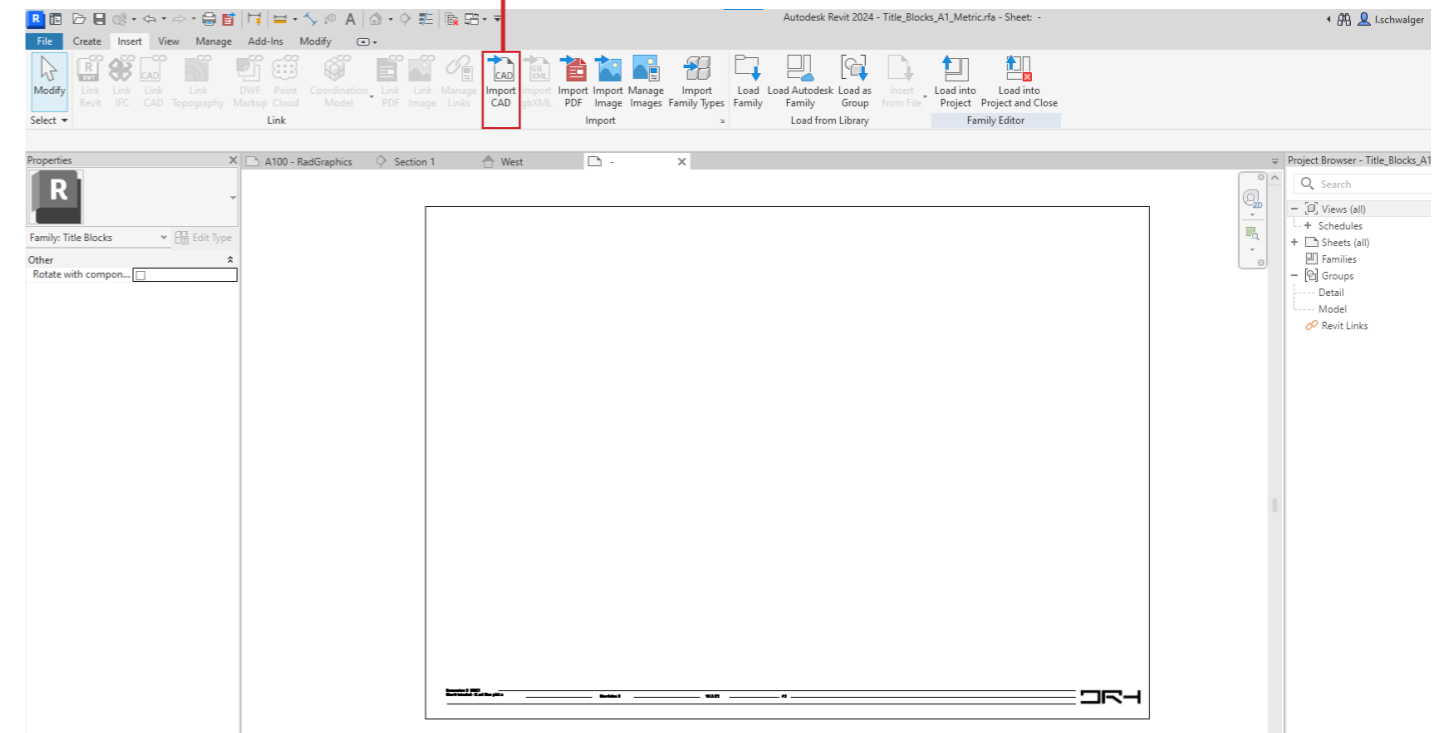 Autodesk Revit 2024 - Title_Blocks_A1_Metric.rfa - Sheet: -
l.schwalger
File Create Insert View Manage Add-Ins Modify
Modify
Link Revit
Link IFC
Link CAD
Link Topography
DWF Markup
Point Cloud
Coordination Model
Link PDF
Link Image
Manage Links
Import CAD
Import gbXML
Import PDF
Import Image
Manage Images
Import Family Types
Load Family
Load Autodesk Family
Load as Group
Insert from File
Load into Project
Load into Project and Close
Select
Link
Import
Load from Library
Family Editor
Properties
A100 - RadGraphics
Section 1
West
-
Project Browser - Title_Blocks_A1
R
Family: Title Blocks
Edit Type
Other
Rotate with compon...
2D
Search
Views (all)
Schedules
Sheets (all)
Families
Groups
Detail
Model
Revit Links